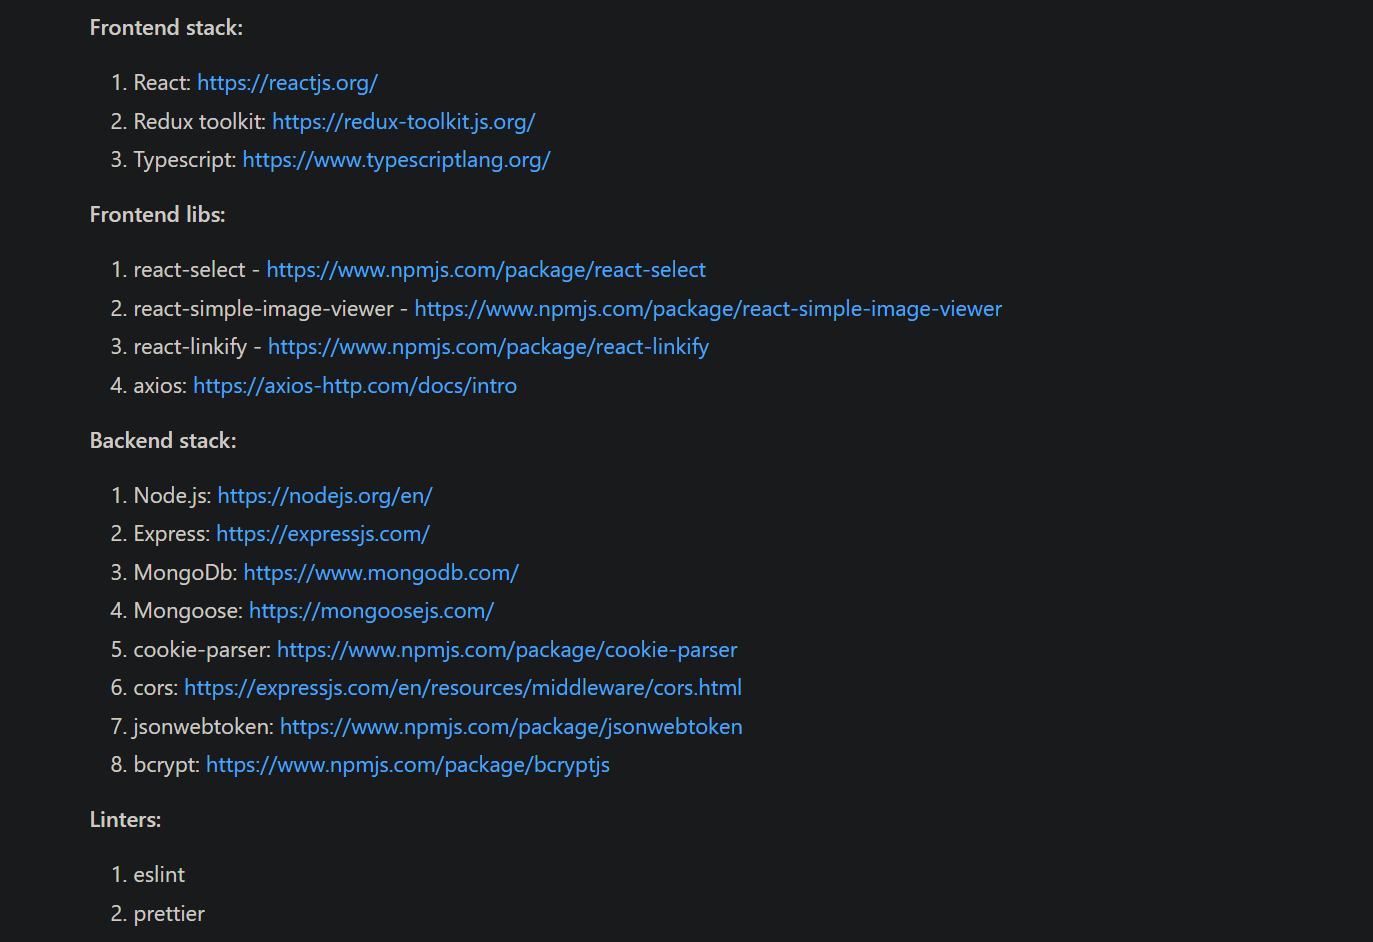 Frontend stack:
1. React: https://reactjs.org/
2. Redux toolkit: https://redux-toolkit.js.org/
3. Typescript: https://www.typescriptlang.org/
Frontend libs:
1. react-select - https://www.npmjs.com/package/react-select
2. react-simple-image-viewer - https://www.npmjs.com/package/react-simple-image-viewer
3. react-linkify - https://www.npmjs.com/package/react-linkify
4. axios: https://axios-http.com/docs/intro
Backend stack:
1. Node.js: https://nodejs.org/en/
2. Express: https://expressjs.com/
3. MongoDb: https://www.mongodb.com/
4. Mongoose: https://mongoosejs.com/
5. cookie-parser: https://www.npmjs.com/package/cookie-parser
6. cors: https://expressjs.com/en/resources/middleware/cors.html
7. jsonwebtoken: https://www.npmjs.com/package/jsonwebtoken
8. bcrypt: https://www.npmjs.com/package/bcryptjs
Linters:
1. eslint
2. prettier